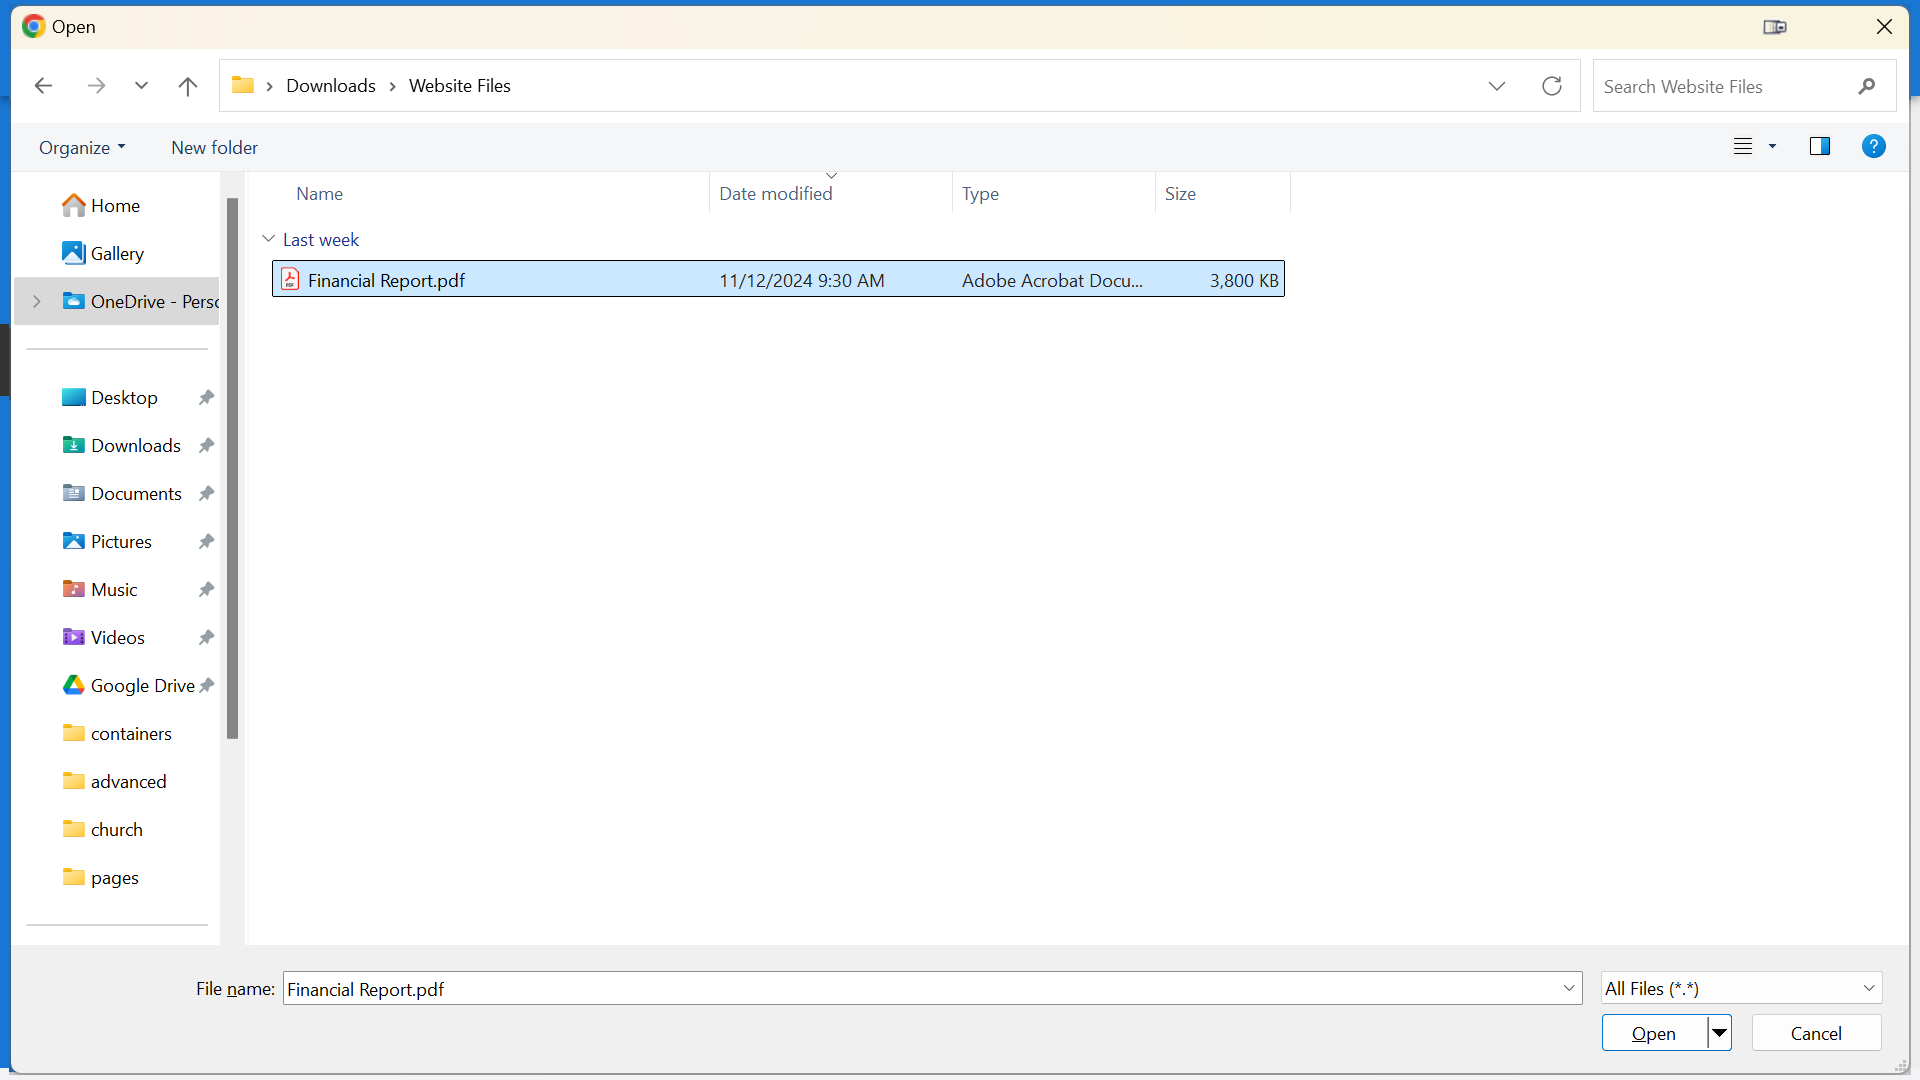 Open
Downloads > Website Files
Search Website Files
Organize
New folder
Home
Gallery
OneDrive - Perso
Desktop
Downloads
Documents
Pictures
Music
Videos
Google Drive
containers
advanced
church
pages
Name Date modified Type Size
Last week
Financial Report.pdf 11/12/2024 9:30 AM Adobe Acrobat Docu... 3,800 KB
File name: Financial Report.pdf
All Files (*.*)
Open
Cancel